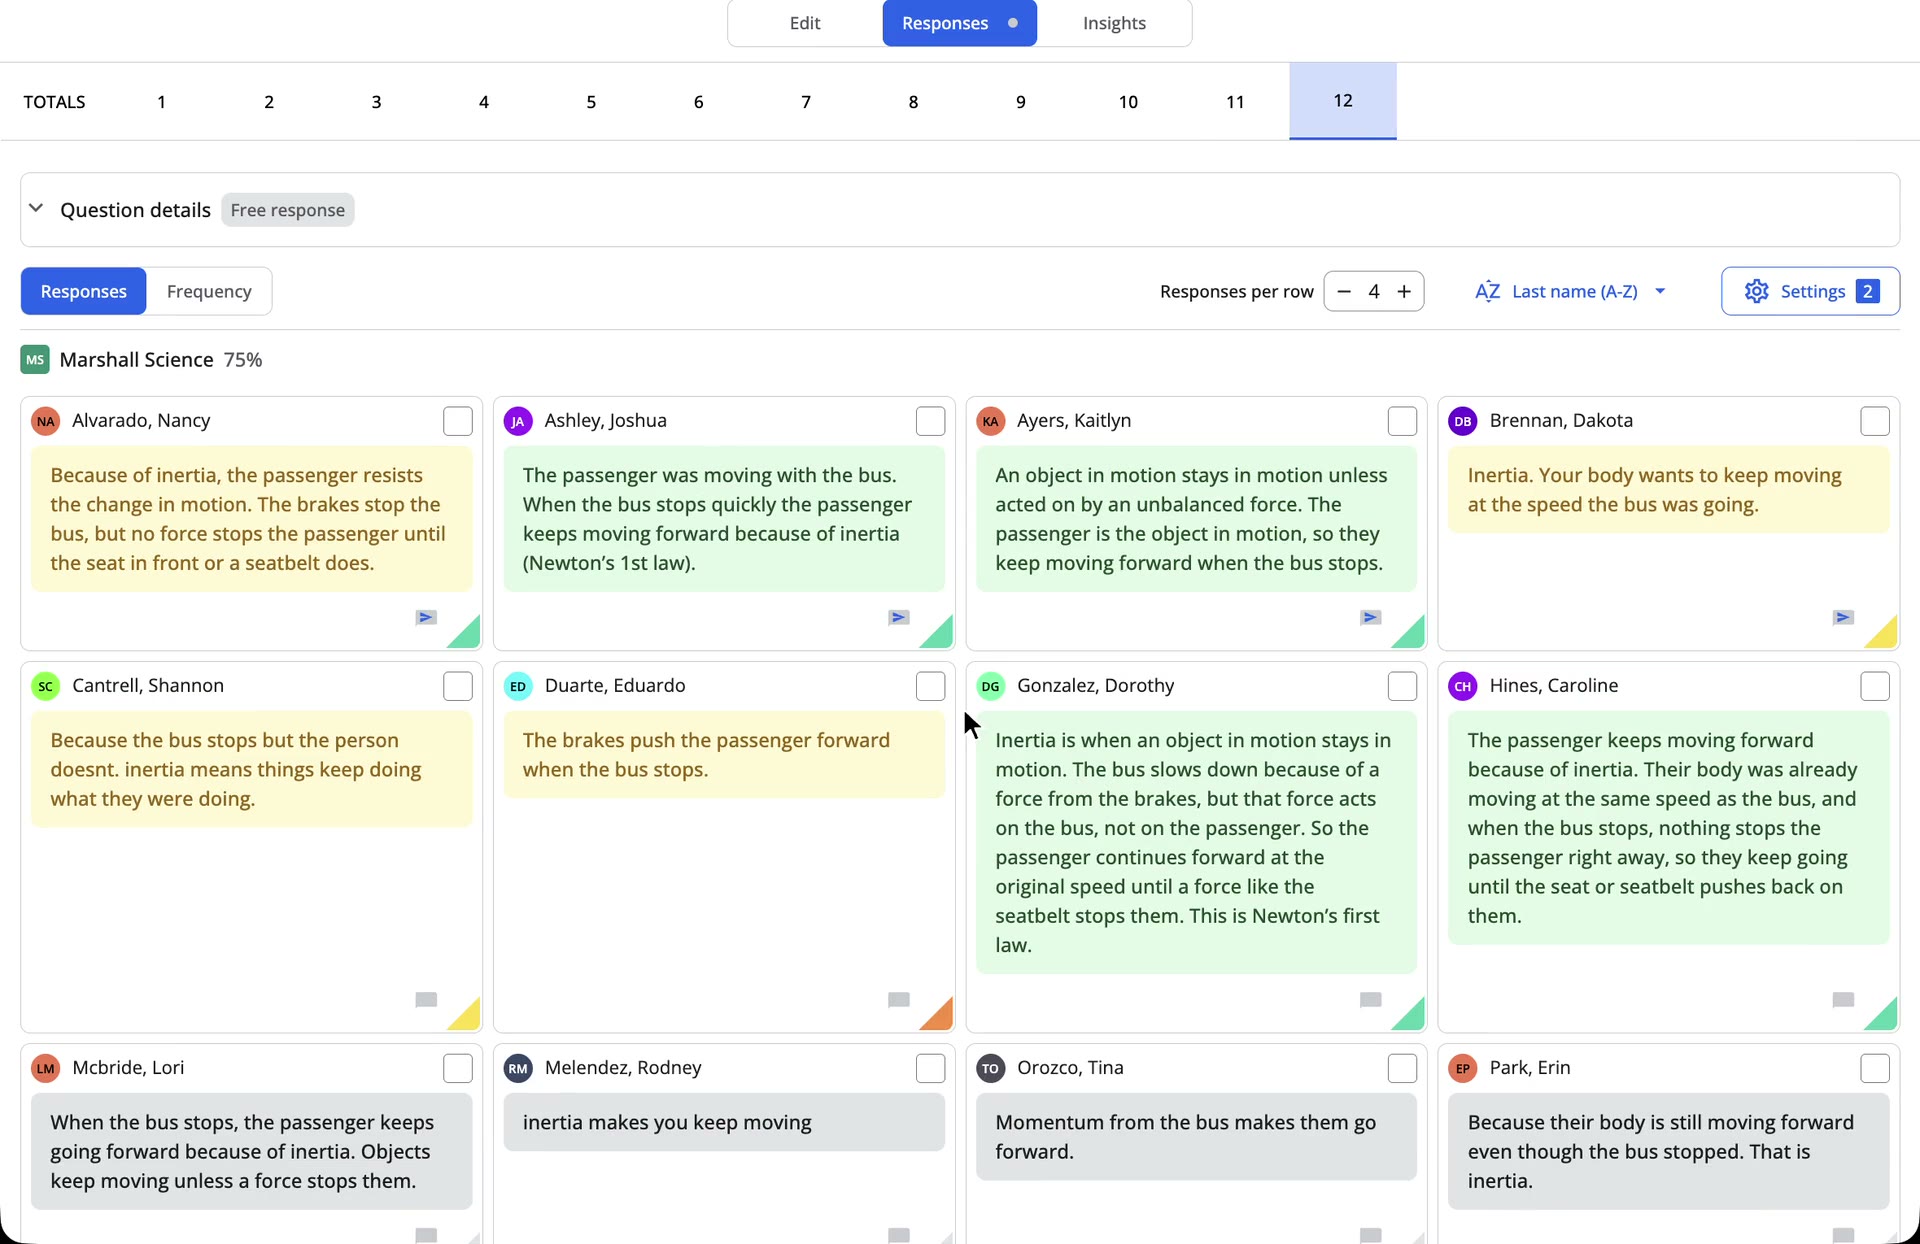 Edit
Responses
Insights
TOTALS 1 2 3 4 5 6 7 8 9 10 11 12
Question details Free response
Responses Frequency Responses per row − 4 + AZ Last name (A-Z) Settings 2
MS Marshall Science 75%
NA Alvarado, Nancy
Because of inertia, the passenger resists
the change in motion. The brakes stop the
bus, but no force stops the passenger until
the seat in front or a seatbelt does.
JA Ashley, Joshua
The passenger was moving with the bus.
When the bus stops quickly the passenger
keeps moving forward because of inertia
(Newton’s 1st law).
KA Ayers, Kaitlyn
An object in motion stays in motion unless
acted on by an unbalanced force. The
passenger is the object in motion, so they
keep moving forward when the bus stops.
DB Brennan, Dakota
Inertia. Your body wants to keep moving
at the speed the bus was going.
SC Cantrell, Shannon
Because the bus stops but the person
doesnt. inertia means things keep doing
what they were doing.
ED Duarte, Eduardo
The brakes push the passenger forward
when the bus stops.
DG Gonzalez, Dorothy
Inertia is when an object in motion stays in
motion. The bus slows down because of a
force from the brakes, but that force acts
on the bus, not on the passenger. So the
passenger continues forward at the
original speed until a force like the
seatbelt stops them. This is Newton’s first
law.
CH Hines, Caroline
The passenger keeps moving forward
because of inertia. Their body was already
moving at the same speed as the bus, and
when the bus stops, nothing stops the
passenger right away, so they keep going
until the seat or seatbelt pushes back on
them.
LM Mcbride, Lori
When the bus stops, the passenger keeps
going forward because of inertia. Objects
keep moving unless a force stops them.
RM Melendez, Rodney
inertia makes you keep moving
TO Orozco, Tina
Momentum from the bus makes them go
forward.
EP Park, Erin
Because their body is still moving forward
even though the bus stopped. That is
inertia.